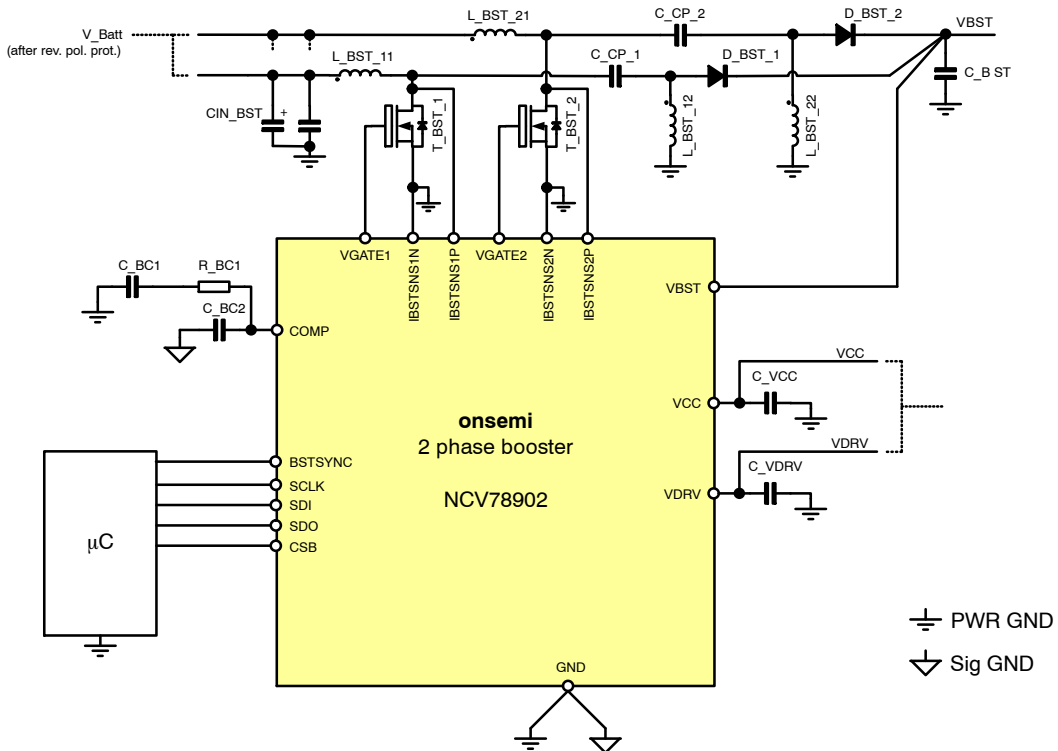 L_BST_21
C_CP_2
D_BST_2
VBST
V_Batt
(after rev. pol. prot.)
L_BST_11
C_CP_1
D_BST_1
C_B ST
CIN_BST
+
T_BST_1
T_BST_2
L_BST_12
L_BST_22
VGATE1
IBSTSNS1N
IBSTSNS1P
VGATE2
IBSTSNS2N
IBSTSNS2P
C_BC1
R_BC1
C_BC2
COMP
VBST
VCC
C_VCC
VCC
onsemi
2 phase booster
NCV78902
VDRV
C_VDRV
VDRV
BSTSYNC
SCLK
SDI
SDO
CSB
μC
GND
PWR GND
Sig GND